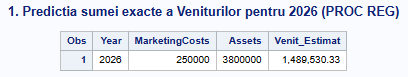 1. Predictia sumei exacte a Veniturilor pentru 2026 (PROC REG)
Obs Year MarketingCosts Assets Venit_Estimat
1 2026 250000 3800000 1,489,530.33